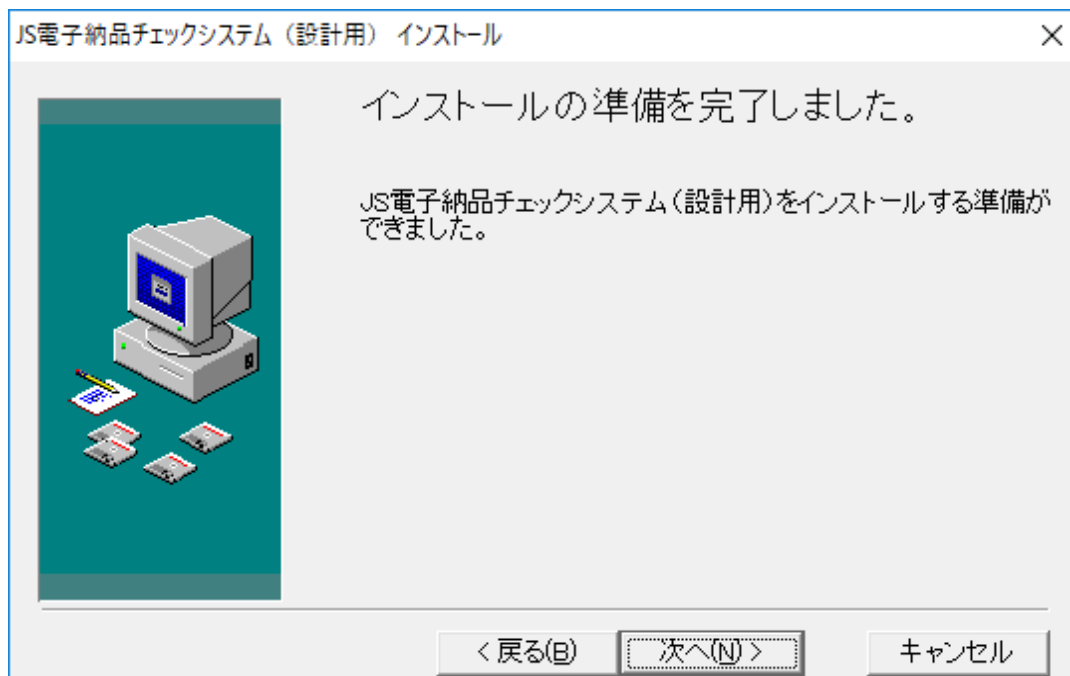 JS電子納品チェックシステム（設計用） インストール
インストールの準備を完了しました。
JS電子納品チェックシステム(設計用)をインストールする準備が
できました。
< 戻る(B)
次へ(N) >
キャンセル